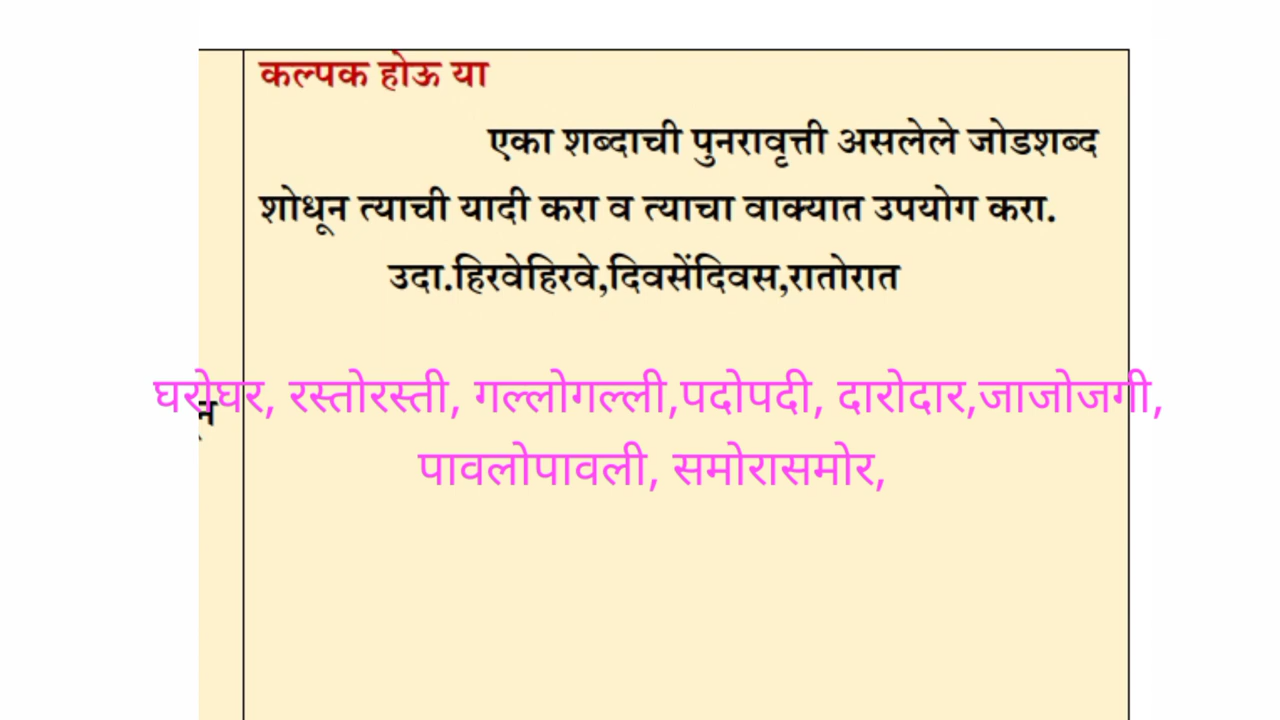 कल्पक होऊ या
एका शब्दाची पुनरावृत्ती असलेले जोडशब्द
शोधून त्याची यादी करा व त्याचा वाक्यात उपयोग करा.
उदा.हिरवेहिरवे,दिवसेंदिवस,रातोरात
घरोघर, रस्तोरस्ती, गल्लोगल्ली,पदोपदी, दारोदार,जाजोजगी,
पावलोपावली, समोरासमोर,